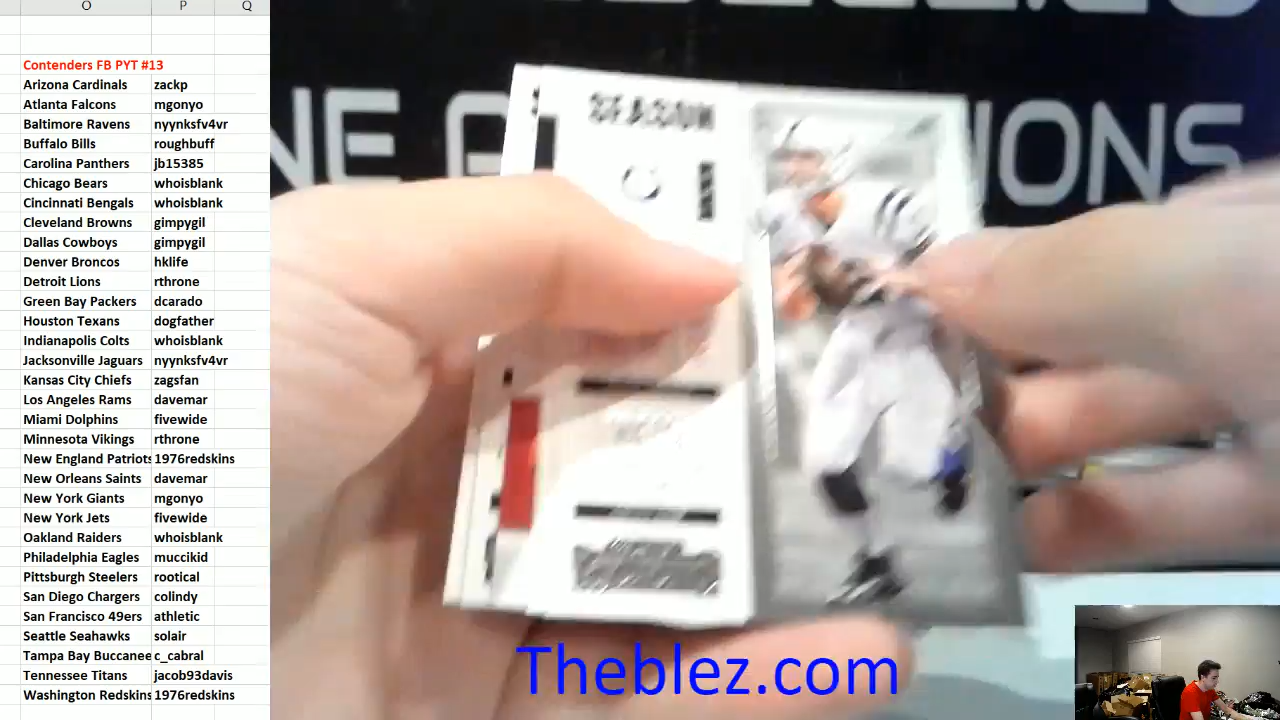 O P Q
Contenders FB PYT #13
Arizona Cardinals zackp
Atlanta Falcons mgonyo
Baltimore Ravens nyynksfv4vr
Buffalo Bills roughbuff
Carolina Panthers jb15385
Chicago Bears whoisblank
Cincinnati Bengals whoisblank
Cleveland Browns gimpygil
Dallas Cowboys gimpygil
Denver Broncos hklife
Detroit Lions rthrone
Green Bay Packers dcarado
Houston Texans dogfather
Indianapolis Colts whoisblank
Jacksonville Jaguars nyynksfv4vr
Kansas City Chiefs zagsfan
Los Angeles Rams davemar
Miami Dolphins fivewide
Minnesota Vikings rthrone
New England Patriots 1976redskins
New Orleans Saints davemar
New York Giants mgonyo
New York Jets fivewide
Oakland Raiders whoisblank
Philadelphia Eagles muccikid
Pittsburgh Steelers rootical
San Diego Chargers colindy
San Francisco 49ers athletic
Seattle Seahawks solair
Tampa Bay Buccanee c_cabral
Tennessee Titans jacob93davis
Washington Redskins 1976redskins
SEASON
Theblez.com